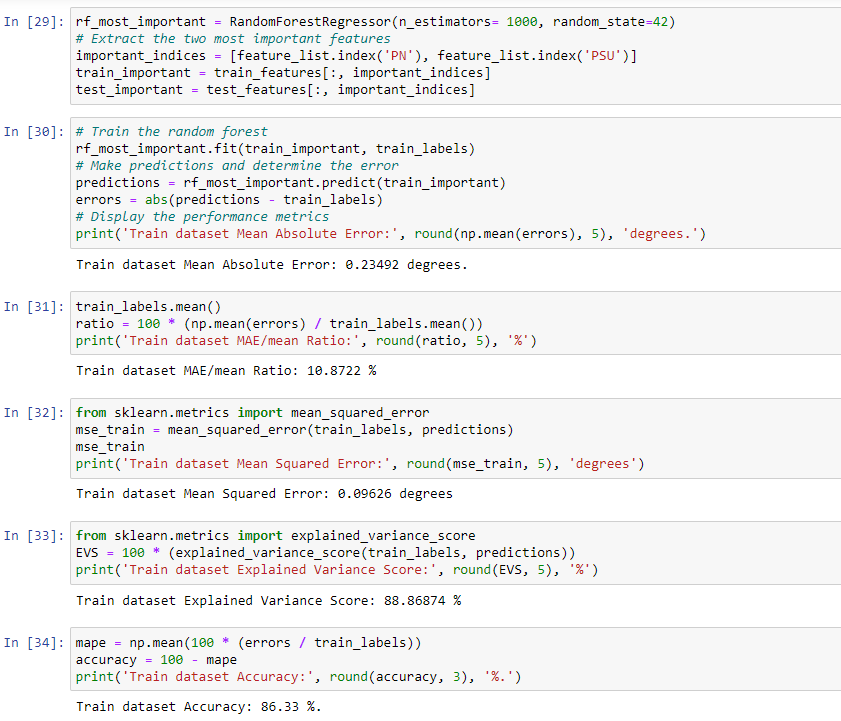 In [29]: rf_most_important = RandomForestRegressor(n_estimators= 1000, random_state=42)
# Extract the two most important features
important_indices = [feature_list.index('PN'), feature_list.index('PSU')]
train_important = train_features[:, important_indices]
test_important = test_features[:, important_indices]
In [30]: # Train the random forest
rf_most_important.fit(train_important, train_labels)
# Make predictions and determine the error
predictions = rf_most_important.predict(train_important)
errors = abs(predictions - train_labels)
# Display the performance metrics
print('Train dataset Mean Absolute Error:', round(np.mean(errors), 5), 'degrees.')
Train dataset Mean Absolute Error: 0.23492 degrees.
In [31]: train_labels.mean()
ratio = 100 * (np.mean(errors) / train_labels.mean())
print('Train dataset MAE/mean Ratio:', round(ratio, 5), '%')
Train dataset MAE/mean Ratio: 10.8722 %
In [32]: from sklearn.metrics import mean_squared_error
mse_train = mean_squared_error(train_labels, predictions)
mse_train
print('Train dataset Mean Squared Error:', round(mse_train, 5), 'degrees')
Train dataset Mean Squared Error: 0.09626 degrees
In [33]: from sklearn.metrics import explained_variance_score
EVS = 100 * (explained_variance_score(train_labels, predictions))
print('Train dataset Explained Variance Score:', round(EVS, 5), '%')
Train dataset Explained Variance Score: 88.86874 %
In [34]: mape = np.mean(100 * (errors / train_labels))
accuracy = 100 - mape
print('Train dataset Accuracy:', round(accuracy, 3), '%.')
Train dataset Accuracy: 86.33 %.